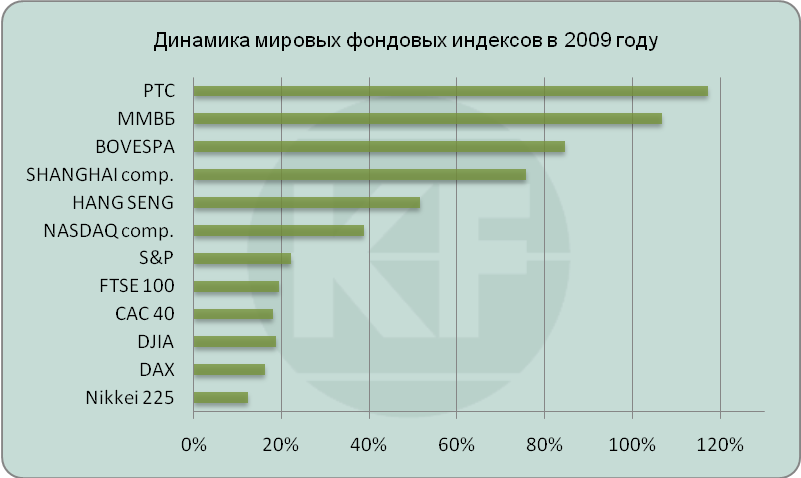 Динамика мировых фондовых индексов в 2009 году
РТС
ММВБ
BOVESPA
SHANGHAI comp.
HANG SENG
NASDAQ comp.
S&P
FTSE 100
CAC 40
DJIA
DAX
Nikkei 225
0% 20% 40% 60% 80% 100% 120%
KF